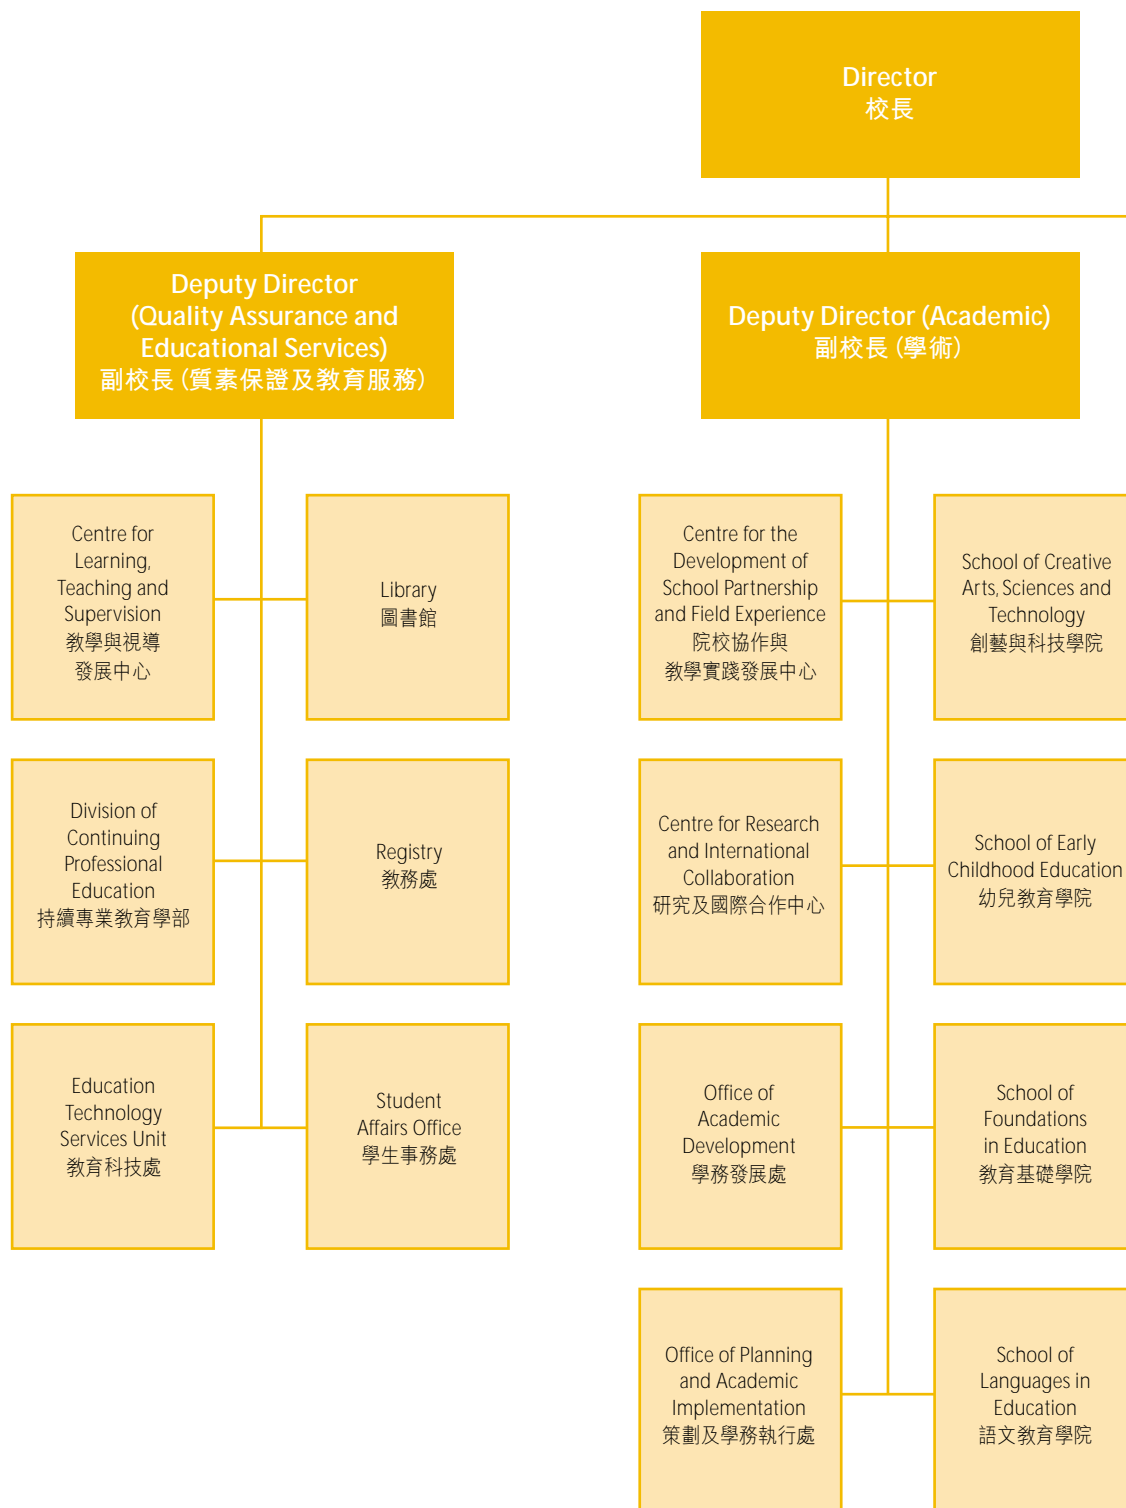 Director
校長
Deputy Director
(Quality Assurance and
Educational Services)
副校長 (質素保證及教育服務)
Deputy Director (Academic)
副校長 (學術)
Centre for
Learning,
Teaching and
Supervision
教學與視導
發展中心
Library
圖書館
Centre for the
Development of
School Partnership
and Field Experience
院校協作與
教學實踐發展中心
School of Creative
Arts, Sciences and
Technology
創藝與科技學院
Division of
Continuing
Professional
Education
持續專業教育學部
Registry
教務處
Centre for Research
and International
Collaboration
研究及國際合作中心
School of Early
Childhood Education
幼兒教育學院
Education
Technology
Services Unit
教育科技處
Student
Affairs Office
學生事務處
Office of
Academic
Development
學務發展處
School of
Foundations
in Education
教育基礎學院
Office of Planning
and Academic
Implementation
策劃及學務執行處
School of
Languages in
Education
語文教育學院